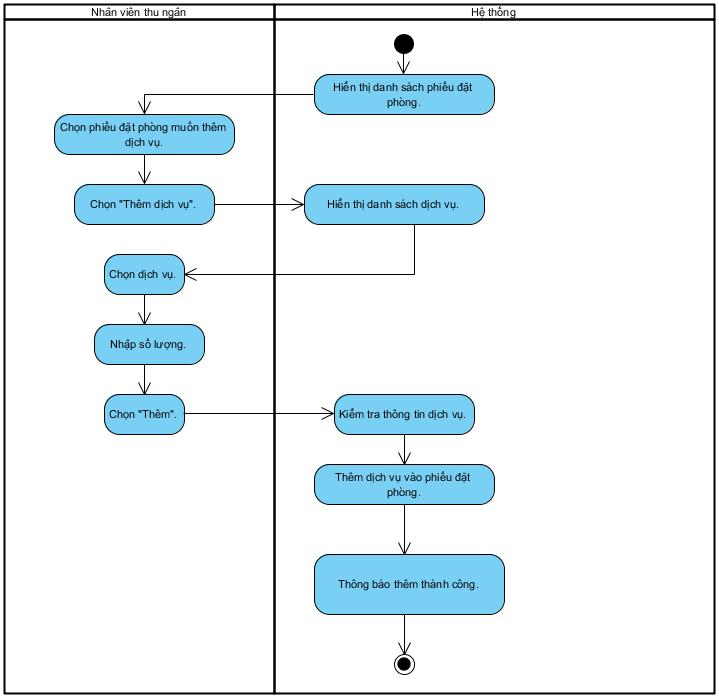 Nhân viên thu ngân
Hệ thống
Hiển thị danh sách phiếu đặt
phòng.
Chọn phiếu đặt phòng muốn thêm
dịch vụ.
Chọn "Thêm dịch vụ".
Hiển thị danh sách dịch vụ.
Chọn dịch vụ.
Nhập số lượng.
Chọn "Thêm".
Kiểm tra thông tin dịch vụ.
Thêm dịch vụ vào phiếu đặt
phòng.
Thông báo thêm thành công.